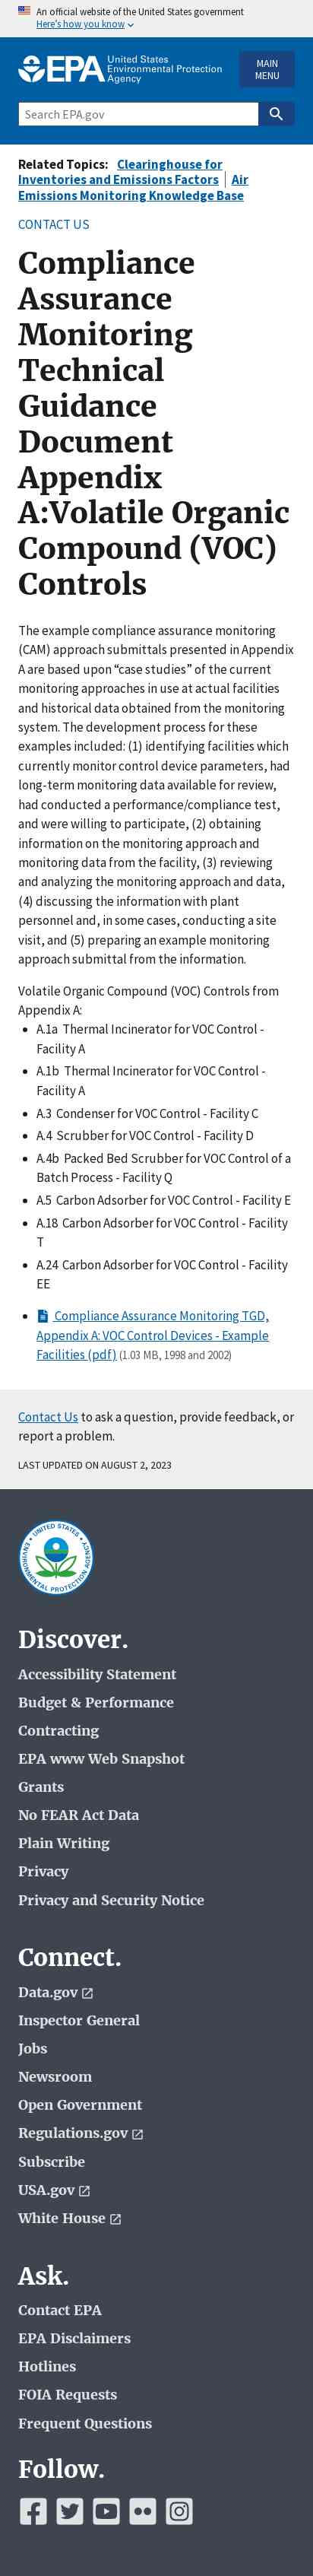 An official website of the United States government
Here's how you know
EPA United States
Environmental Protection
Agency
MAIN
MENU
Search EPA.gov
Related Topics: Clearinghouse for
Inventories and Emissions Factors | Air
Emissions Monitoring Knowledge Base
CONTACT US
Compliance
Assurance
Monitoring
Technical
Guidance
Document
Appendix
A:Volatile Organic
Compound (VOC)
Controls
The example compliance assurance monitoring
(CAM) approach submittals presented in Appendix
A are based upon “case studies” of the current
monitoring approaches in use at actual facilities
and historical data obtained from the monitoring
system. The development process for these
examples included: (1) identifying facilities which
currently monitor control device parameters, had
long-term monitoring data available for review,
had conducted a performance/compliance test,
and were willing to participate, (2) obtaining
information on the monitoring approach and
monitoring data from the facility, (3) reviewing
and analyzing the monitoring approach and data,
(4) discussing the information with plant
personnel and, in some cases, conducting a site
visit, and (5) preparing an example monitoring
approach submittal from the information.
Volatile Organic Compound (VOC) Controls from
Appendix A:
A.1a Thermal Incinerator for VOC Control -
Facility A
A.1b Thermal Incinerator for VOC Control -
Facility A
A.3 Condenser for VOC Control - Facility C
A.4 Scrubber for VOC Control - Facility D
A.4b Packed Bed Scrubber for VOC Control of a
Batch Process - Facility Q
A.5 Carbon Adsorber for VOC Control - Facility E
A.18 Carbon Adsorber for VOC Control - Facility
T
A.24 Carbon Adsorber for VOC Control - Facility
EE
Compliance Assurance Monitoring TGD,
Appendix A: VOC Control Devices - Example
Facilities (pdf) (1.03 MB, 1998 and 2002)
Contact Us to ask a question, provide feedback, or
report a problem.
LAST UPDATED ON AUGUST 2, 2023
UNITED STATES ENVIRONMENTAL PROTECTION AGENCY
Discover.
Accessibility Statement
Budget & Performance
Contracting
EPA www Web Snapshot
Grants
No FEAR Act Data
Plain Writing
Privacy
Privacy and Security Notice
Connect.
Data.gov
Inspector General
Jobs
Newsroom
Open Government
Regulations.gov
Subscribe
USA.gov
White House
Ask.
Contact EPA
EPA Disclaimers
Hotlines
FOIA Requests
Frequent Questions
Follow.